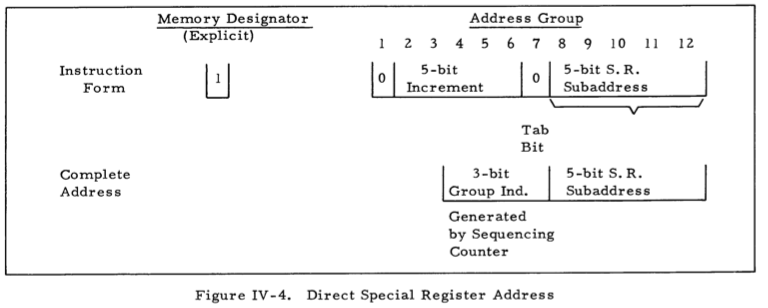 Memory Designator Address Group
(Explicit)
1 2 3 4 5 6 7 8 9 10 11 12
Instruction 5-bit 5-bit S.R.
Form 1 0 Increment 0 Subaddress
Tab
Bit
Complete 3-bit 5-bit S.R.
Address Group Ind. Subaddress
Generated
by Sequencing
Counter
Figure IV-4. Direct Special Register Address